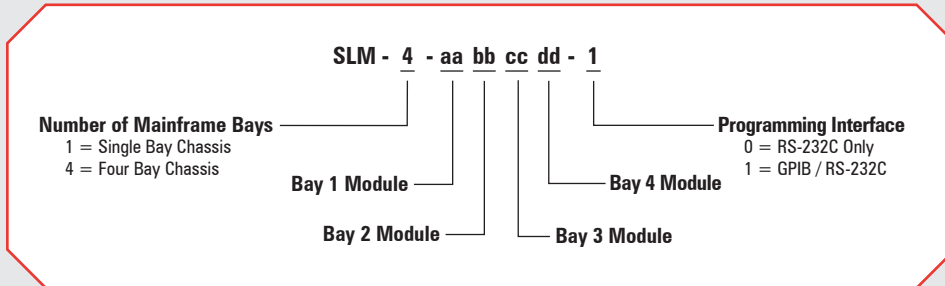 SLM - 4 - aa bb cc dd - 1
Number of Mainframe Bays
1 = Single Bay Chassis
4 = Four Bay Chassis
Programming Interface
0 = RS-232C Only
1 = GPIB / RS-232C
Bay 1 Module
Bay 4 Module
Bay 2 Module
Bay 3 Module